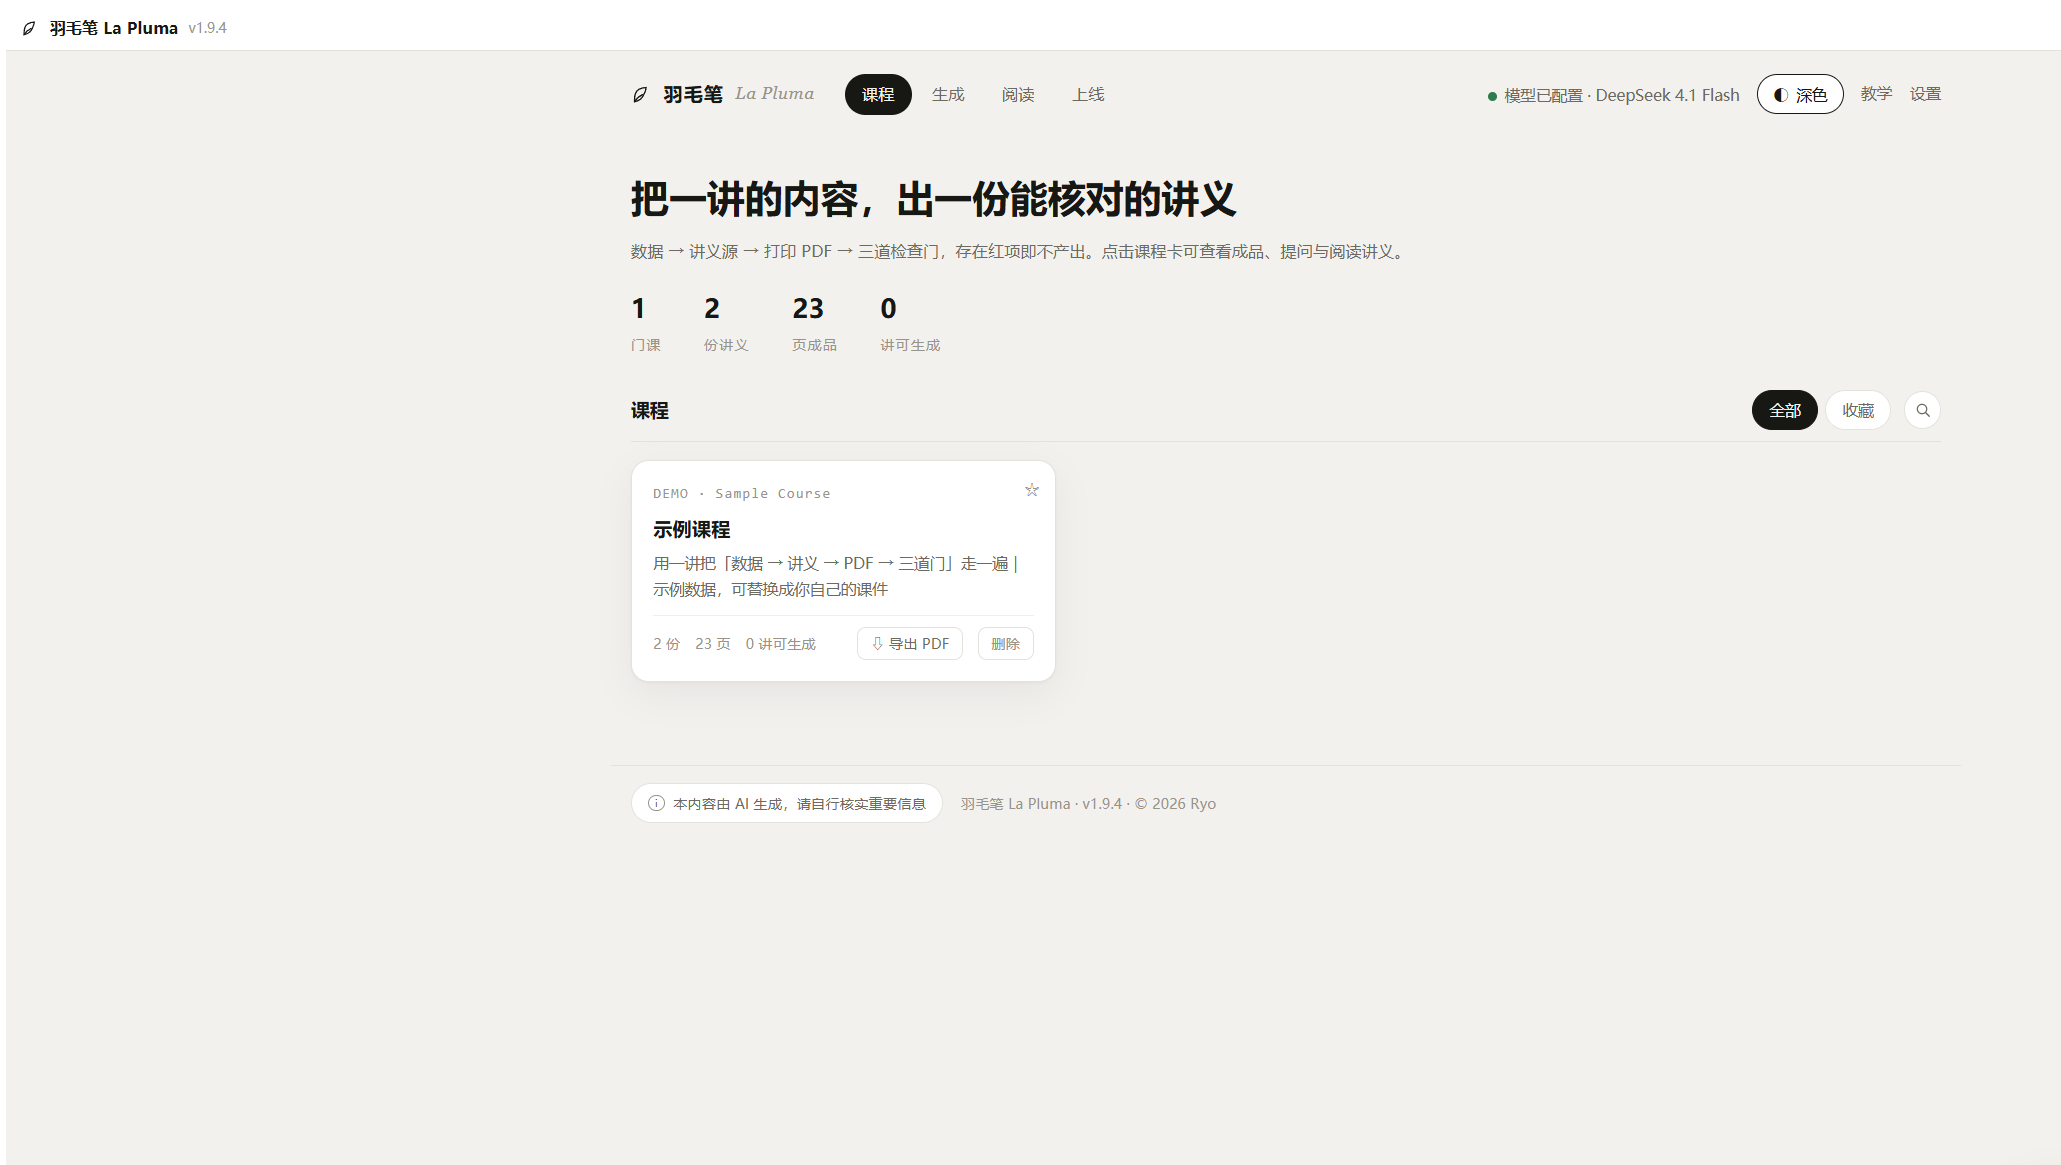 羽毛笔 La Pluma v1.9.4
羽毛笔 La Pluma 课程 生成 阅读 上线 模型已配置 · DeepSeek 4.1 Flash 深色 教学 设置
把一讲的内容，出一份能核对的讲义
数据 → 讲义源 → 打印 PDF → 三道检查门，存在红项即不产出。点击课程卡可查看成品、提问与阅读讲义。
1 2 23 0
门课 份讲义 页成品 讲可生成
课程 全部 收藏
DEMO · Sample Course
示例课程
用一讲把「数据 → 讲义 → PDF → 三道门」走一遍 |
示例数据，可替换成你自己的课件
2 份 23 页 0 讲可生成 导出 PDF 删除
本内容由 AI 生成，请自行核实重要信息 羽毛笔 La Pluma · v1.9.4 · © 2026 Ryo